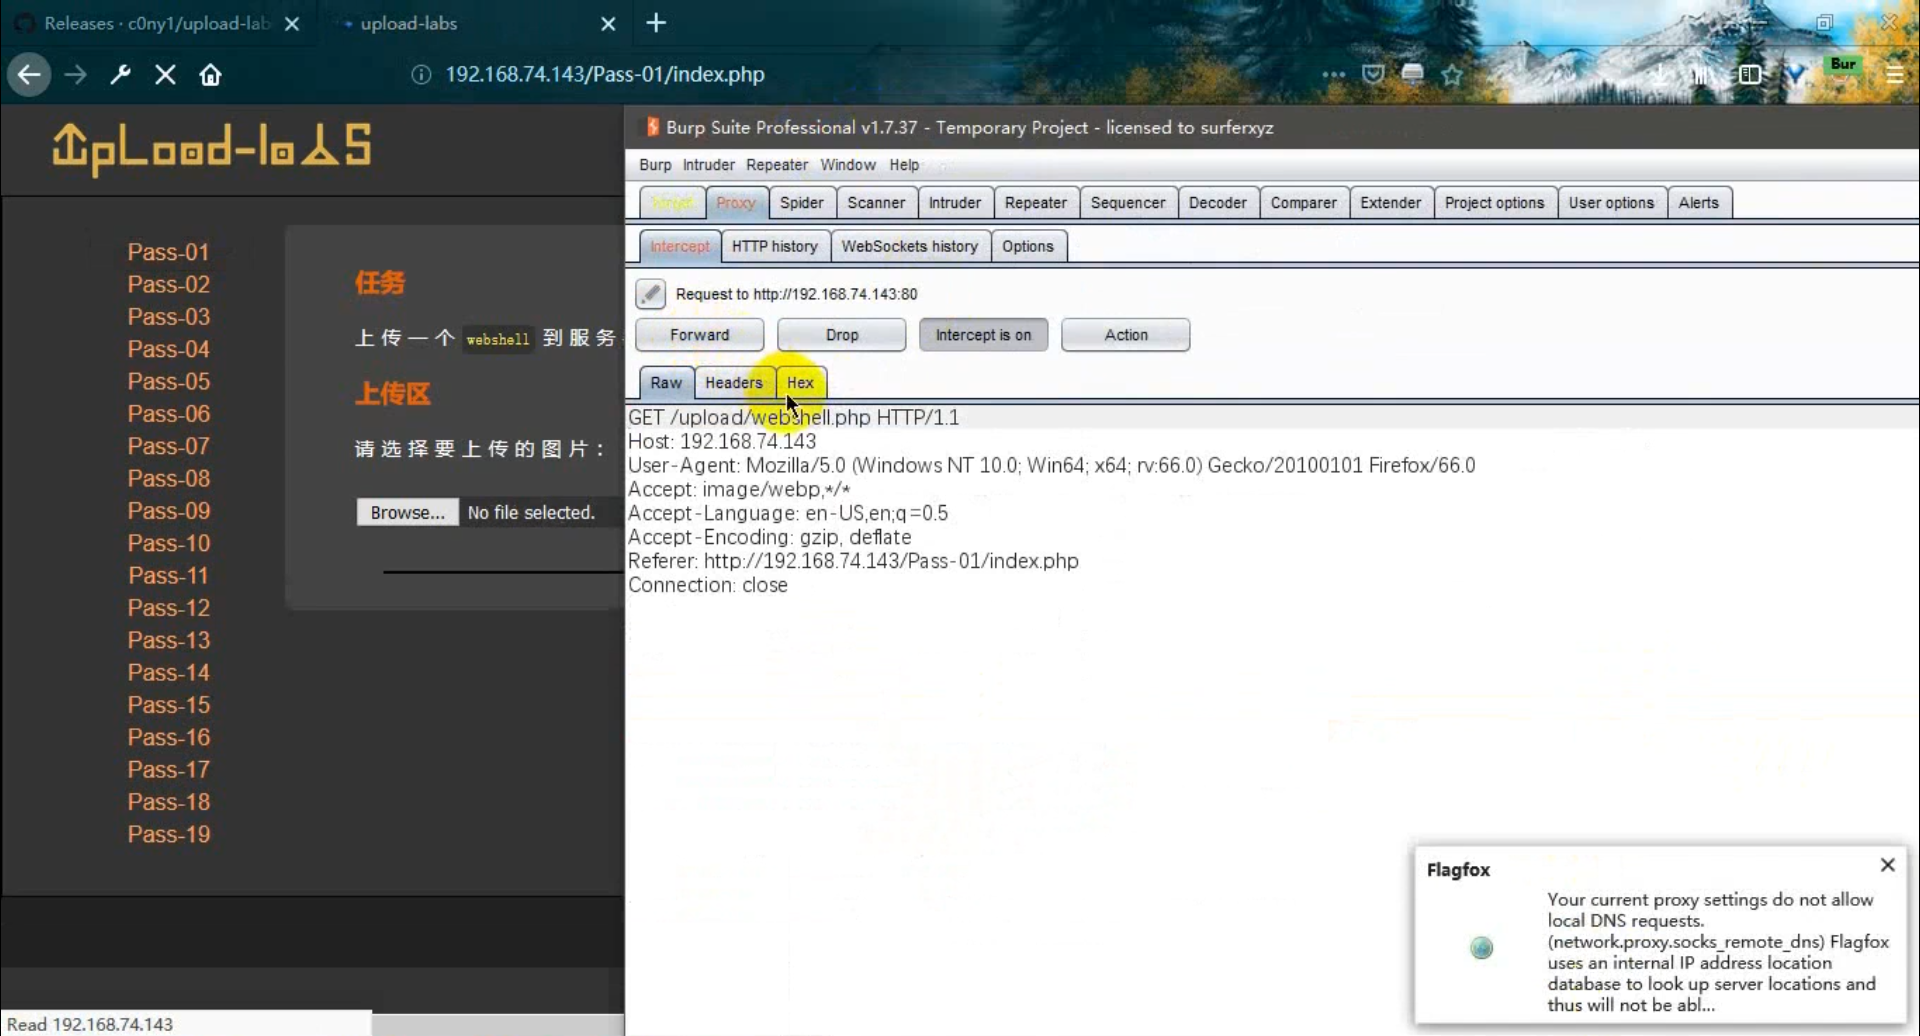 Releases · c0ny1/upload-lab
upload-labs
192.168.74.143/Pass-01/index.php
Bur
UpLoad-labS
Burp Suite Professional v1.7.37 - Temporary Project - licensed to surferxyz
Burp Intruder Repeater Window Help
Target Proxy Spider Scanner Intruder Repeater Sequencer Decoder Comparer Extender Project options User options Alerts
Intercept HTTP history WebSockets history Options
Request to http://192.168.74.143:80
Forward Drop Intercept is on Action
Raw Headers Hex
GET /upload/webshell.php HTTP/1.1
Host: 192.168.74.143
User-Agent: Mozilla/5.0 (Windows NT 10.0; Win64; x64; rv:66.0) Gecko/20100101 Firefox/66.0
Accept: image/webp,*/*
Accept-Language: en-US,en;q=0.5
Accept-Encoding: gzip, deflate
Referer: http://192.168.74.143/Pass-01/index.php
Connection: close
Pass-01
Pass-02
Pass-03
Pass-04
Pass-05
Pass-06
Pass-07
Pass-08
Pass-09
Pass-10
Pass-11
Pass-12
Pass-13
Pass-14
Pass-15
Pass-16
Pass-17
Pass-18
Pass-19
任务
上传一个 webshell 到服务
上传区
请选择要上传的图片：
Browse... No file selected.
Flagfox
Your current proxy settings do not allow
local DNS requests.
(network.proxy.socks_remote_dns) Flagfox
uses an internal IP address location
database to look up server locations and
thus will not be abl...
Read 192.168.74.143